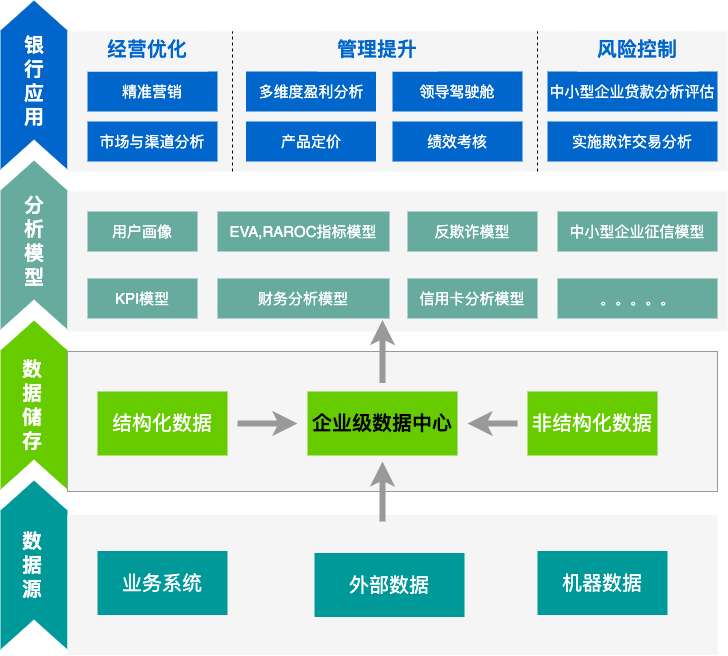 银行应用
经营优化
管理提升
风险控制
精准营销
多维度盈利分析
领导驾驶舱
中小型企业贷款分析评估
市场与渠道分析
产品定价
绩效考核
实施欺诈交易分析
分析模型
用户画像
EVA,RAROC指标模型
反欺诈模型
中小型企业征信模型
KPI模型
财务分析模型
信用卡分析模型
。。。。。
数据储存
结构化数据
企业级数据中心
非结构化数据
数据源
业务系统
外部数据
机器数据